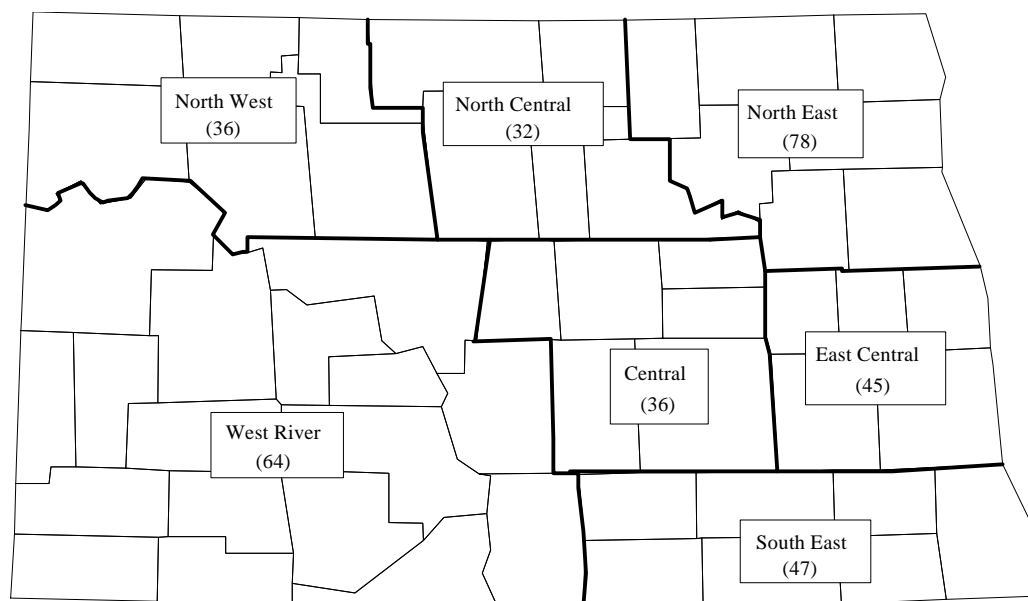 North West
(36)
North Central
(32)
North East
(78)
East Central
(45)
Central
(36)
West River
(64)
South East
(47)